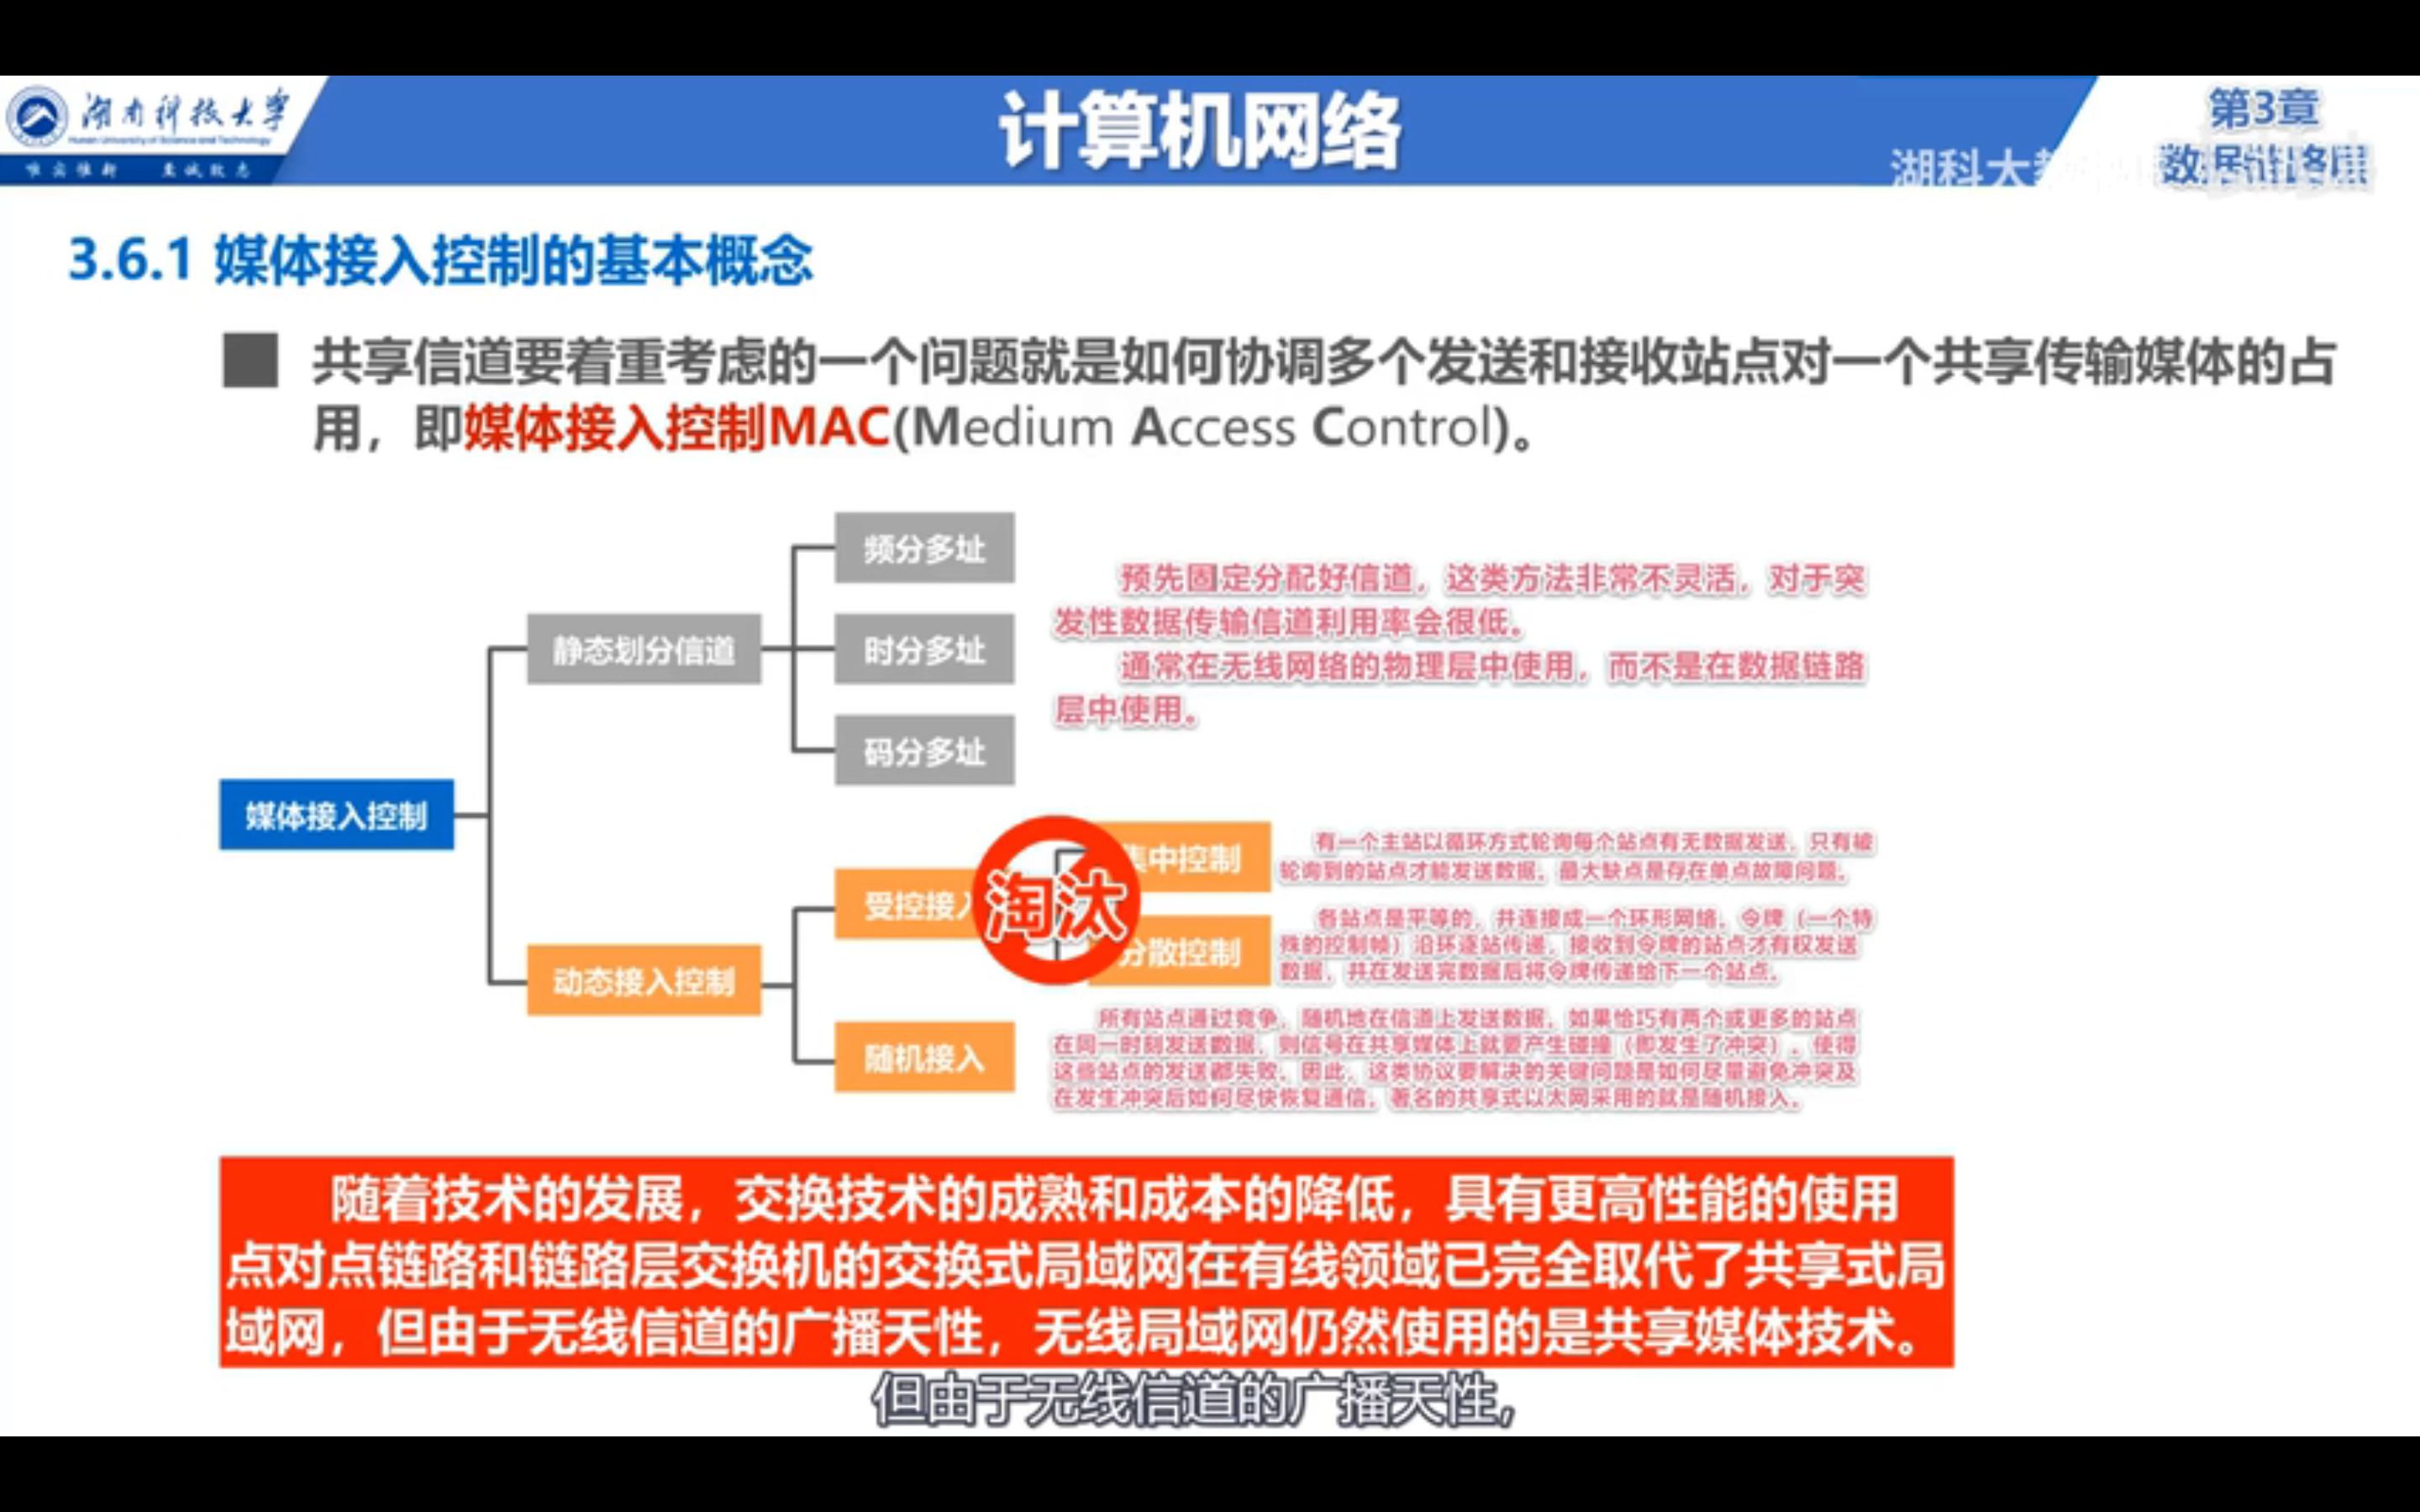 湖南科技大学
Hunan University of Science and Technology
唯实惟新 至诚致志
计算机网络
第3章
数据链路层
湖科大教
3.6.1 媒体接入控制的基本概念
共享信道要着重考虑的一个问题就是如何协调多个发送和接收站点对一个共享传输媒体的占
用，即媒体接入控制MAC(Medium Access Control)。
媒体接入控制
静态划分信道
频分多址
时分多址
码分多址
预先固定分配好信道，这类方法非常不灵活，对于突
发性数据传输信道利用率会很低。
通常在无线网络的物理层中使用，而不是在数据链路
层中使用。
动态接入控制
受控接入
淘汰
集中控制
有一个主站以循环方式轮询每个站点有无数据发送，只有被
轮询到的站点才能发送数据。最大缺点是存在单点故障问题。
分散控制
各站点是平等的，并连接成一个环形网络。令牌（一个特
殊的控制帧）沿环逐站传递，接收到令牌的站点才有权发送
数据，并在发送完数据后将令牌传递给下一个站点。
随机接入
所有站点通过竞争，随机地在信道上发送数据。如果恰巧有两个或更多的站点
在同一时刻发送数据，则信号在共享媒体上就要产生碰撞（即发生了冲突），使得
这些站点的发送都失败。因此，这类协议要解决的关键问题是如何尽量避免冲突及
在发生冲突后如何尽快恢复通信。著名的共享式以太网采用的就是随机接入。
随着技术的发展，交换技术的成熟和成本的降低，具有更高性能的使用
点对点链路和链路层交换机的交换式局域网在有线领域已完全取代了共享式局
域网，但由于无线信道的广播天性，无线局域网仍然使用的是共享媒体技术。
但由于无线信道的广播天性，